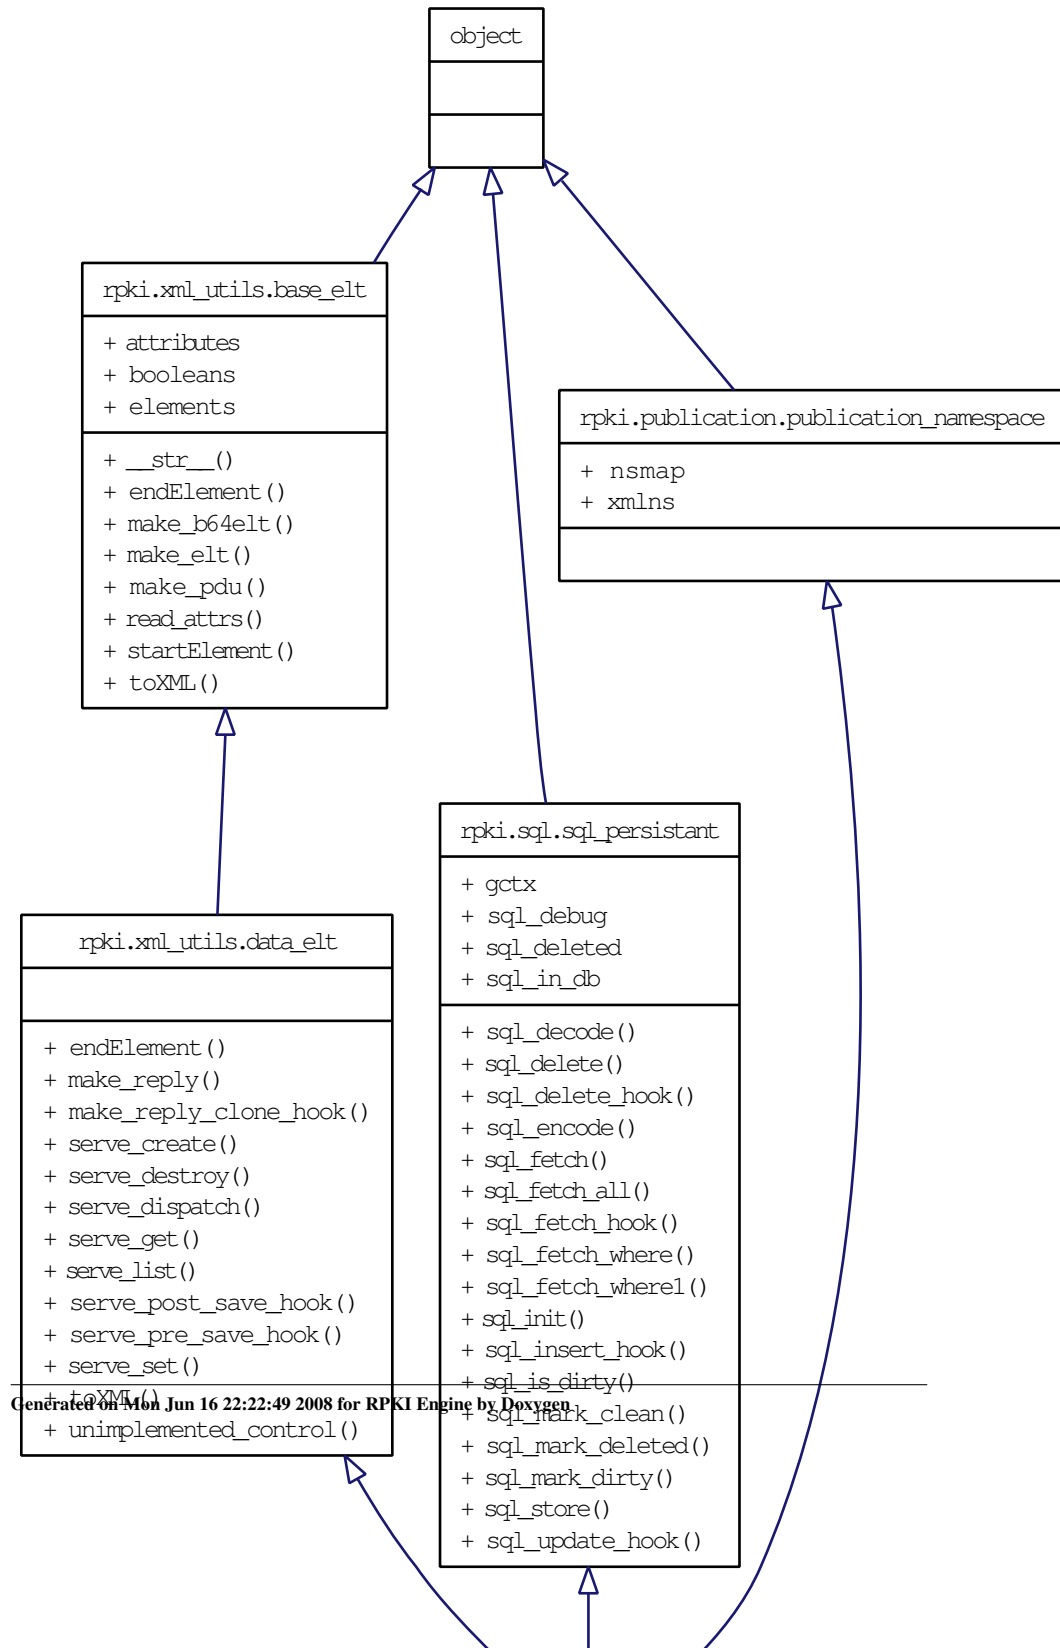 object
rpki.xml_utils.base_elt
+ attributes
+ booleans
+ elements
+ __str__()
+ endElement()
+ make_b64elt()
+ make_elt()
+ make_pdu()
+ read_attrs()
+ startElement()
+ toXML()
rpki.publication.publication_namespace
+ nsmap
+ xmlns
rpki.sql.sql_persistant
+ gctx
+ sql_debug
+ sql_deleted
+ sql_in_db
+ sql_decode()
+ sql_delete()
+ sql_delete_hook()
+ sql_encode()
+ sql_fetch()
+ sql_fetch_all()
+ sql_fetch_hook()
+ sql_fetch_where()
+ sql_fetch_where1()
+ sql_init()
+ sql_insert_hook()
+ sql_is_dirty()
+ sql_mark_clean()
+ sql_mark_deleted()
+ sql_mark_dirty()
+ sql_store()
+ sql_update_hook()
rpki.xml_utils.data_elt
+ endElement()
+ make_reply()
+ make_reply_clone_hook()
+ serve_create()
+ serve_destroy()
+ serve_dispatch()
+ serve_get()
+ serve_list()
+ serve_post_save_hook()
+ serve_pre_save_hook()
+ serve_set()
+ toXML()
+ unimplemented_control()
Generated on Mon Jun 16 22:22:49 2008 for RPKI Engine by Doxygen